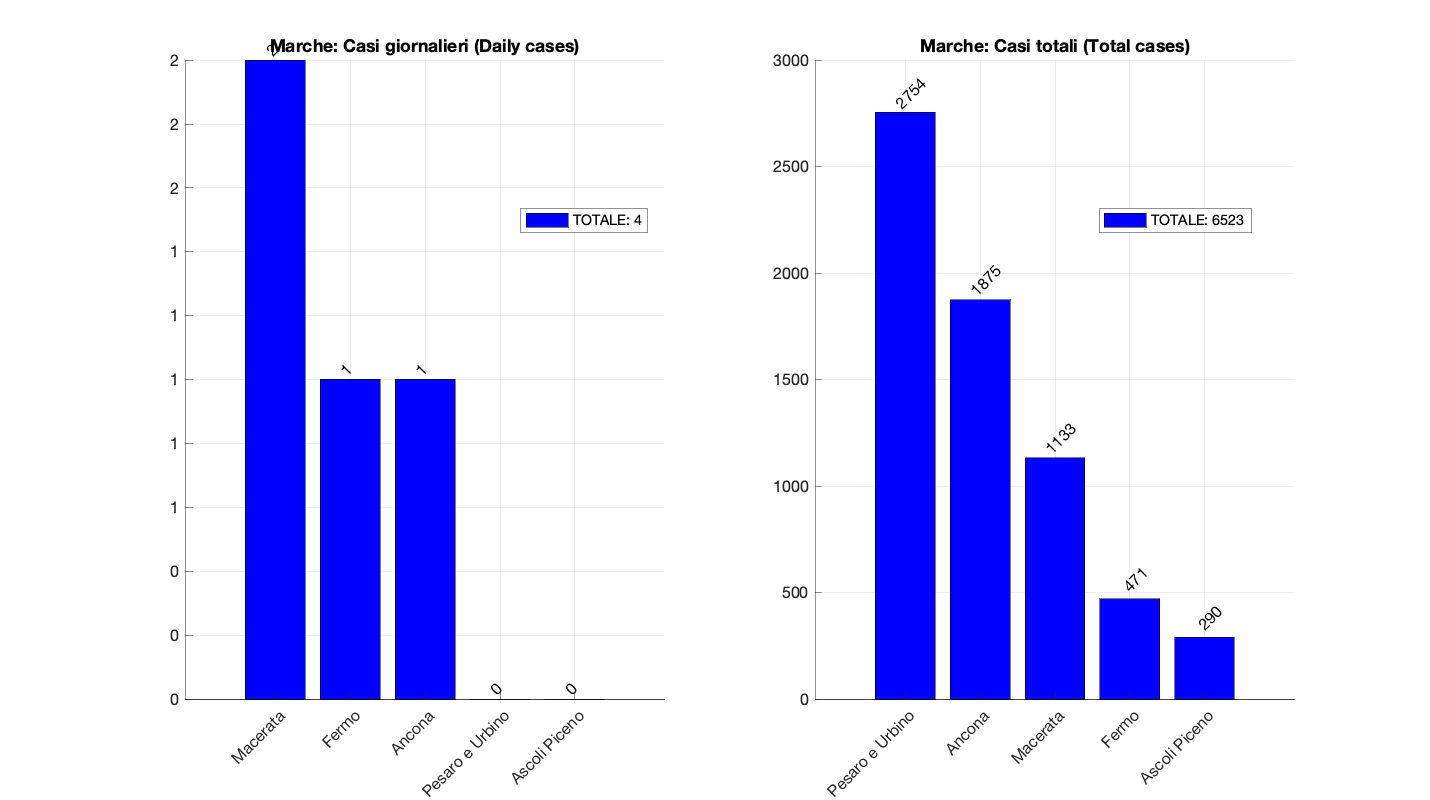 Marche: Casi giornalieri (Daily cases)
2
2
2
2
1
1
1
1
1
0
0
0
1
1
0
0
TOTALE: 4
Macerata
Fermo
Ancona
Pesaro e Urbino
Ascoli Piceno
Marche: Casi totali (Total cases)
3000
2500
2000
1500
1000
500
0
2754
1875
1133
471
290
TOTALE: 6523
Pesaro e Urbino
Ancona
Macerata
Fermo
Ascoli Piceno